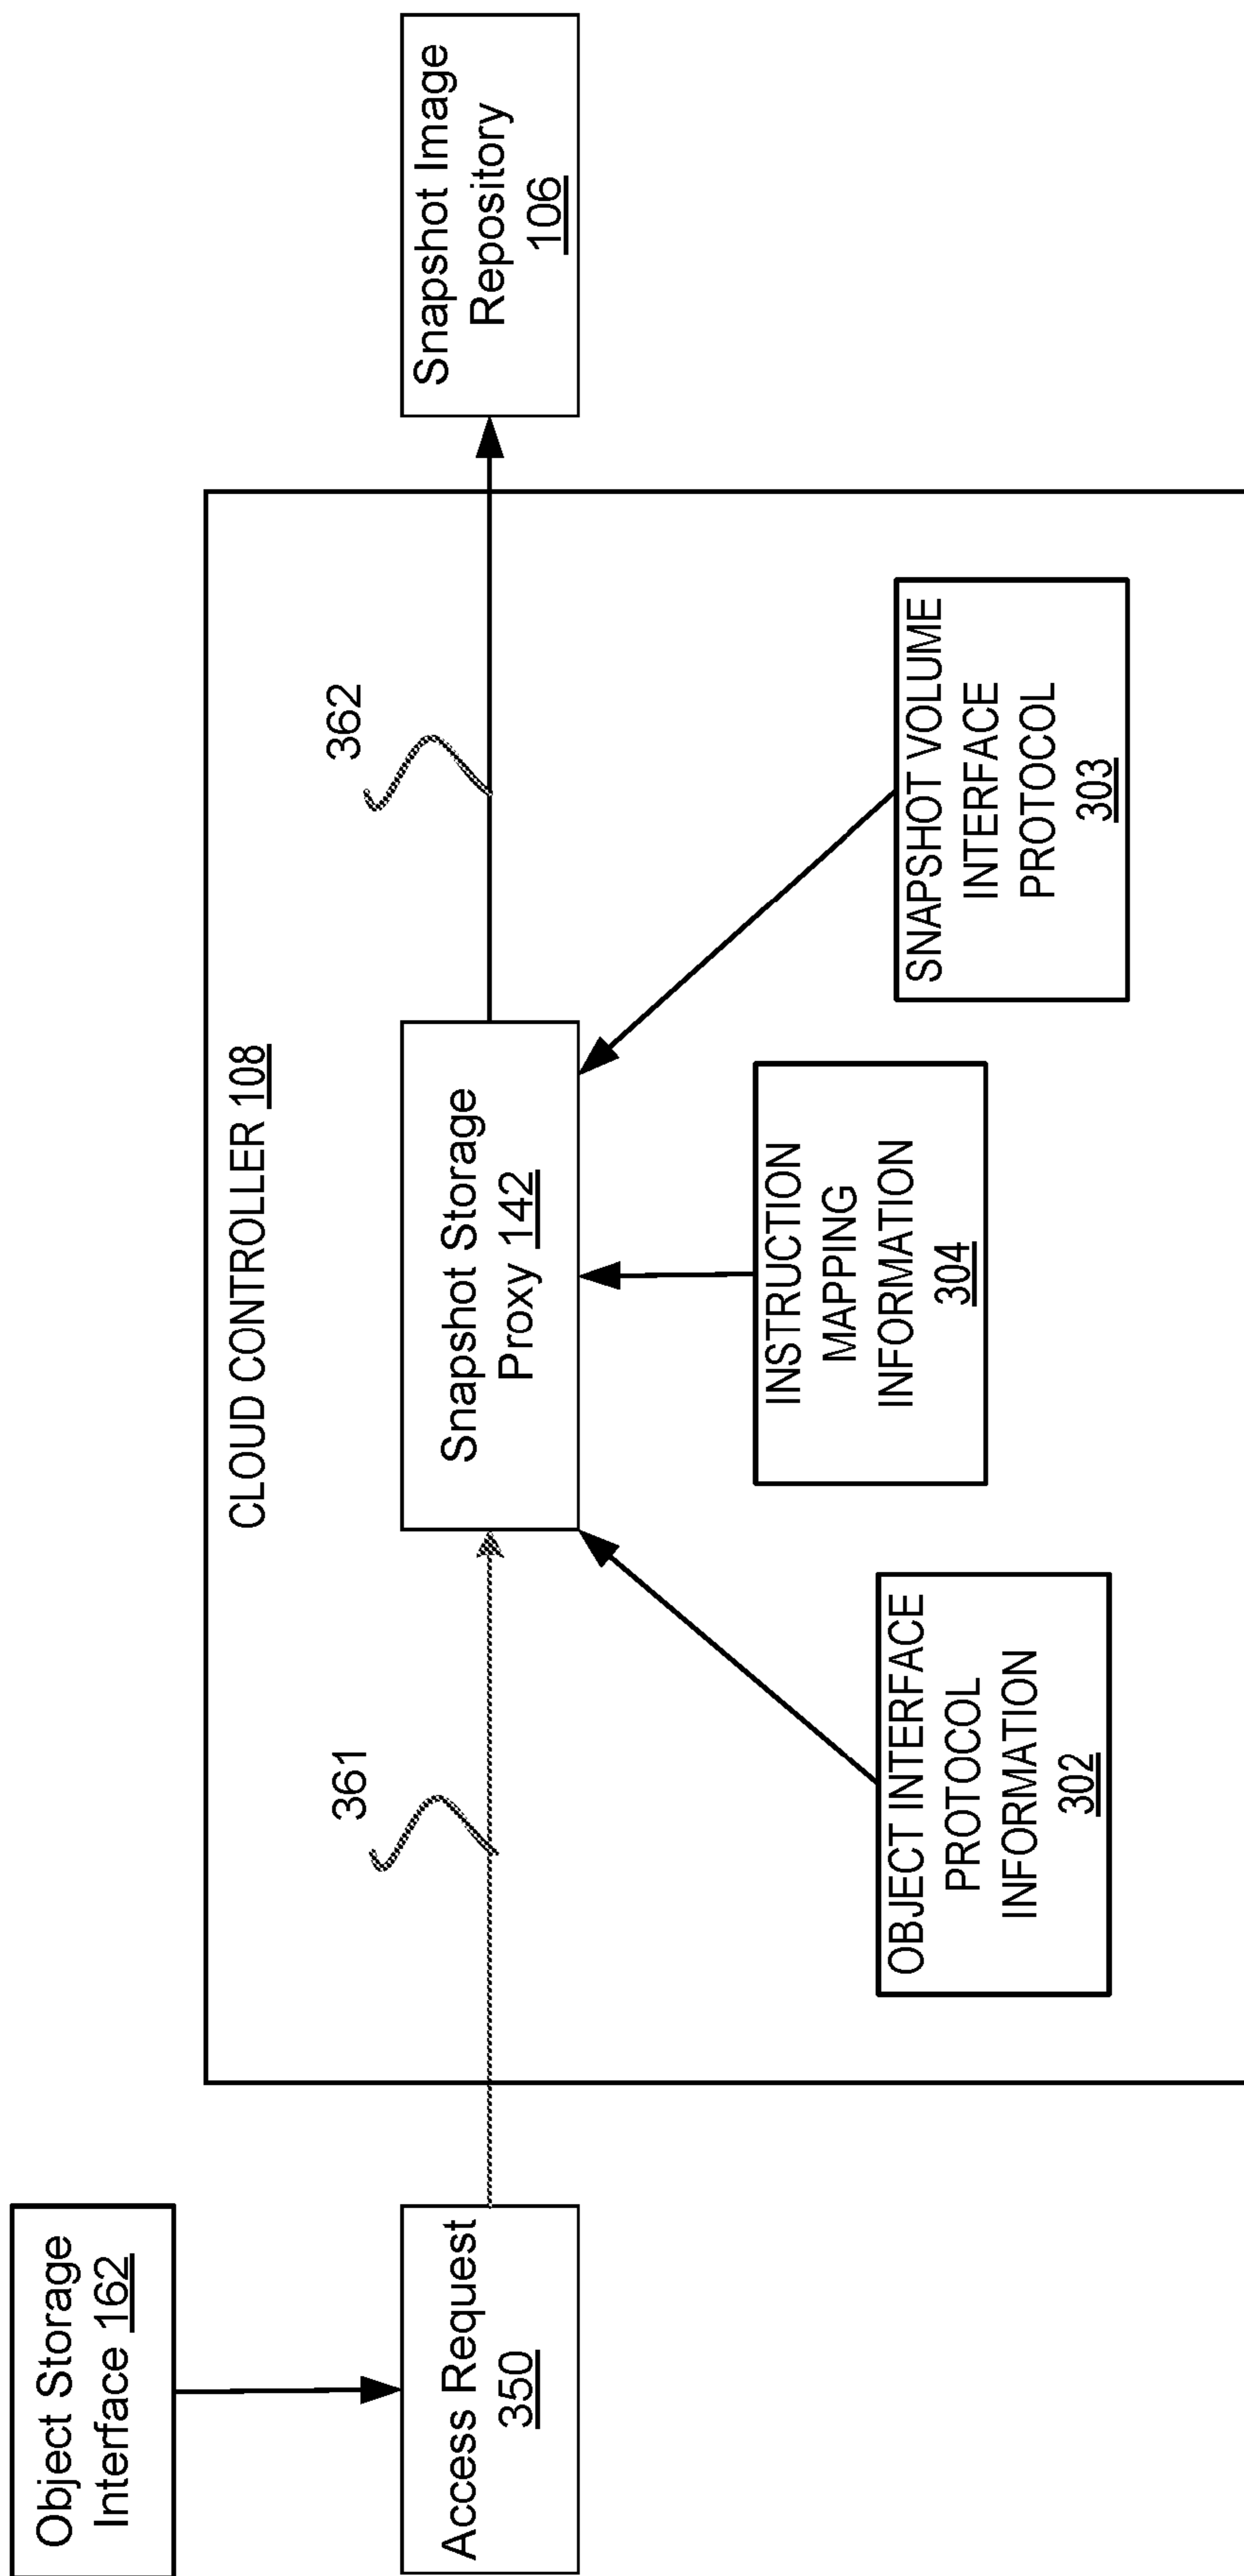 Object Storage
Interface 162
Access Request
350
CLOUD CONTROLLER 108
361
Snapshot Storage
Proxy 142
362
Snapshot Image
Repository
106
OBJECT INTERFACE
PROTOCOL
INFORMATION
302
INSTRUCTION
MAPPING
INFORMATION
304
SNAPSHOT VOLUME
INTERFACE
PROTOCOL
303